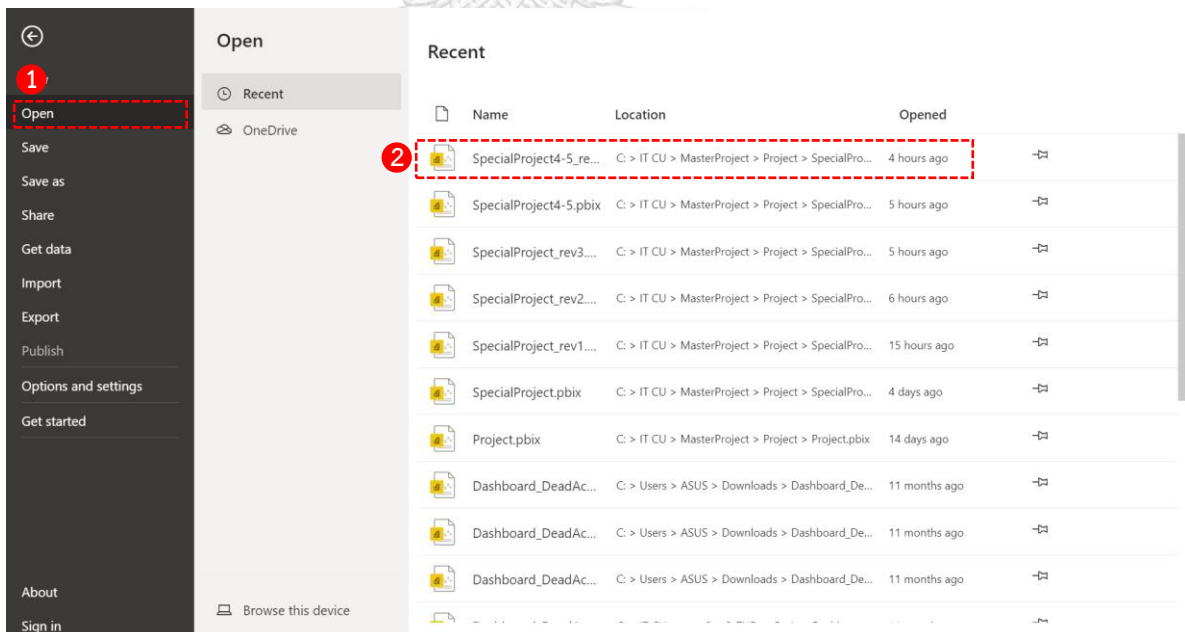 1
Open
Save
Save as
Share
Get data
Import
Export
Publish
Options and settings
Get started
About
Sign in
Open
Recent
OneDrive
Browse this device
Recent
Name Location Opened
2
SpecialProject4-5_re... C: > IT CU > MasterProject > Project > SpecialPro... 4 hours ago
SpecialProject4-5.pbix C: > IT CU > MasterProject > Project > SpecialPro... 5 hours ago
SpecialProject_rev3.... C: > IT CU > MasterProject > Project > SpecialPro... 5 hours ago
SpecialProject_rev2.... C: > IT CU > MasterProject > Project > SpecialPro... 6 hours ago
SpecialProject_rev1.... C: > IT CU > MasterProject > Project > SpecialPro... 15 hours ago
SpecialProject.pbix C: > IT CU > MasterProject > Project > SpecialPro... 4 days ago
Project.pbix C: > IT CU > MasterProject > Project > Project.pbix 14 days ago
Dashboard_DeadAc... C: > Users > ASUS > Downloads > Dashboard_De... 11 months ago
Dashboard_DeadAc... C: > Users > ASUS > Downloads > Dashboard_De... 11 months ago
Dashboard_DeadAc... C: > Users > ASUS > Downloads > Dashboard_De... 11 months ago